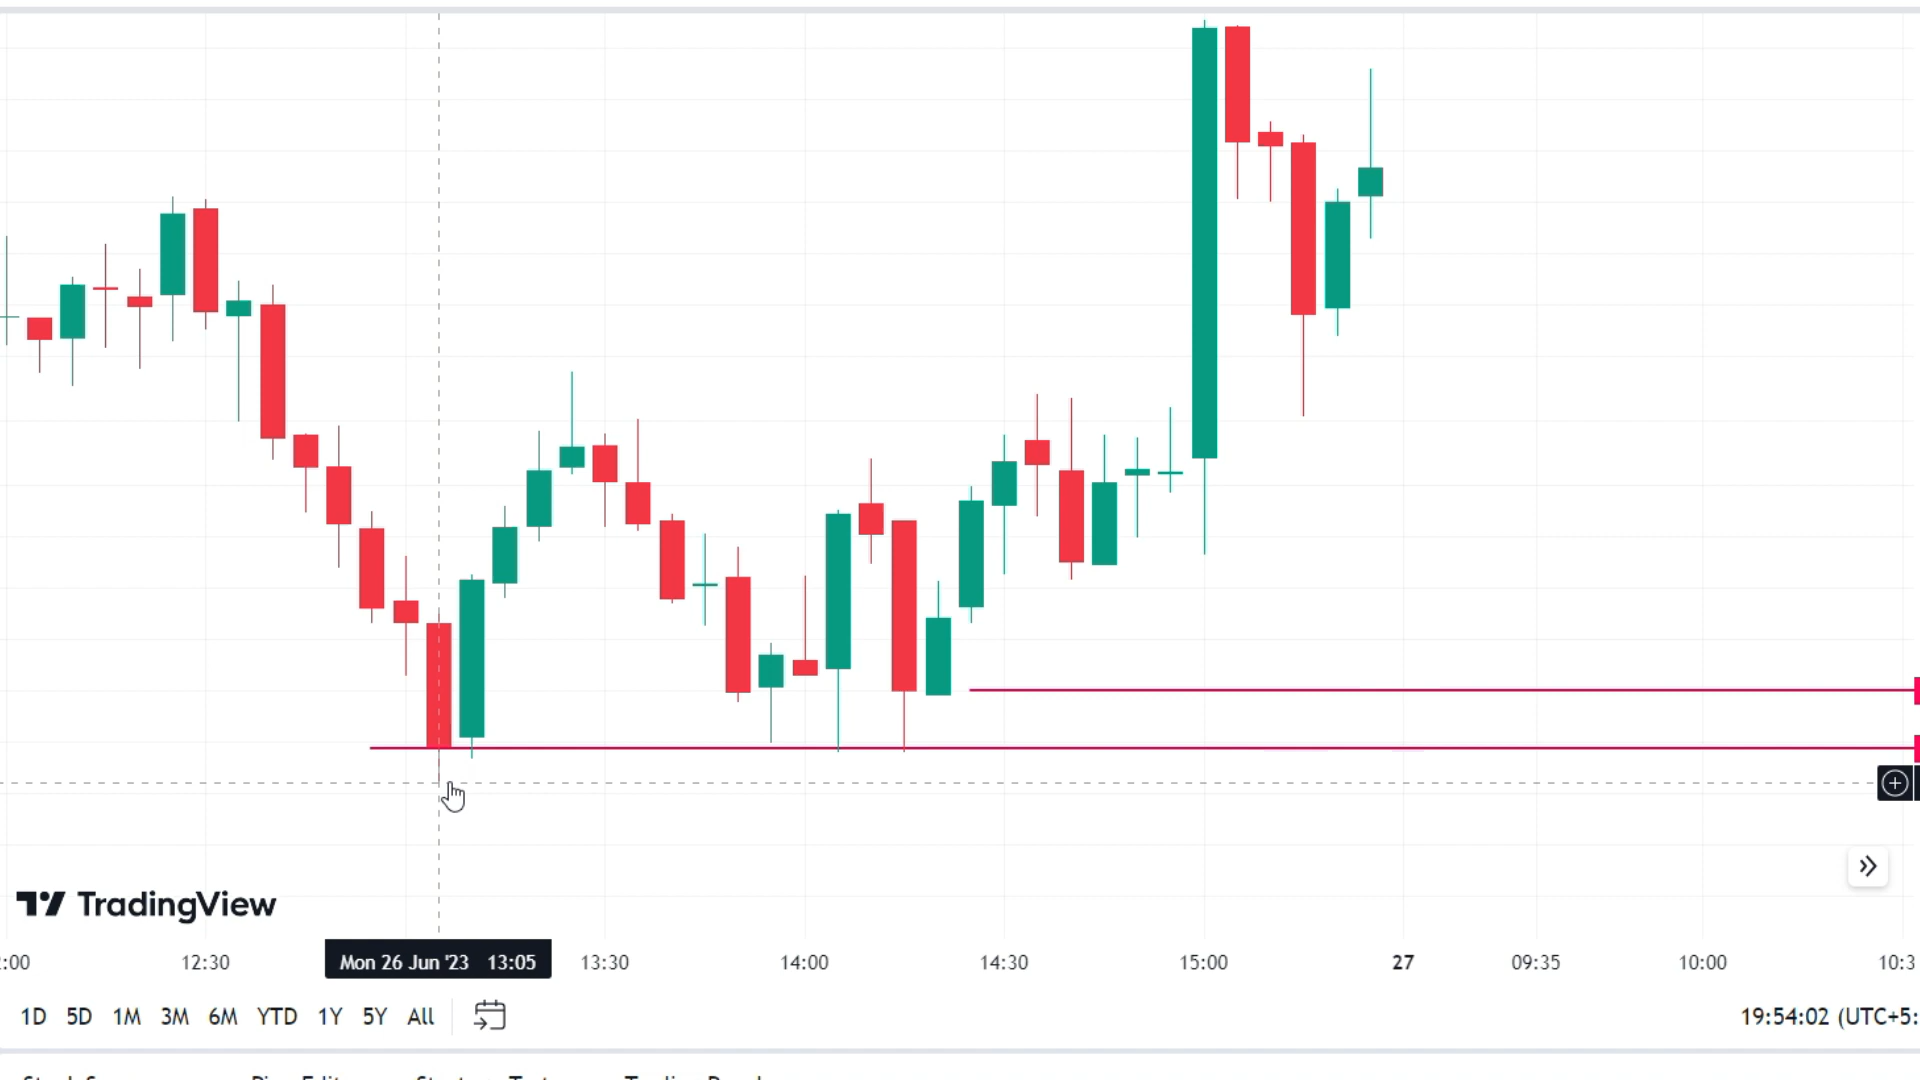 TradingView
:00 12:30 Mon 26 Jun '23 13:05 13:30 14:00 14:30 15:00 27 09:35 10:00 10:3
1D 5D 1M 3M 6M YTD 1Y 5Y All 19:54:02 (UTC+5: